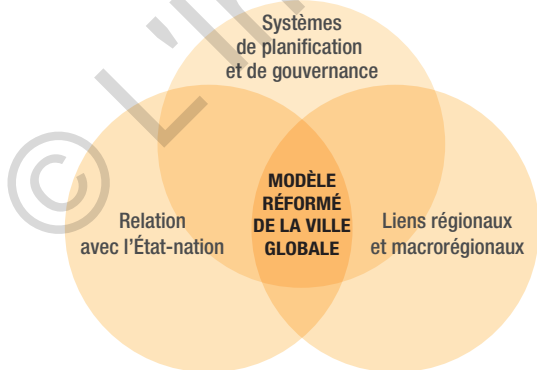 © L'I
Systèmes
de planification
et de gouvernance
MODÈLE
RÉFORMÉ
DE LA VILLE
GLOBALE
Relation
avec l'État-nation
Liens régionaux
et macrorégionaux